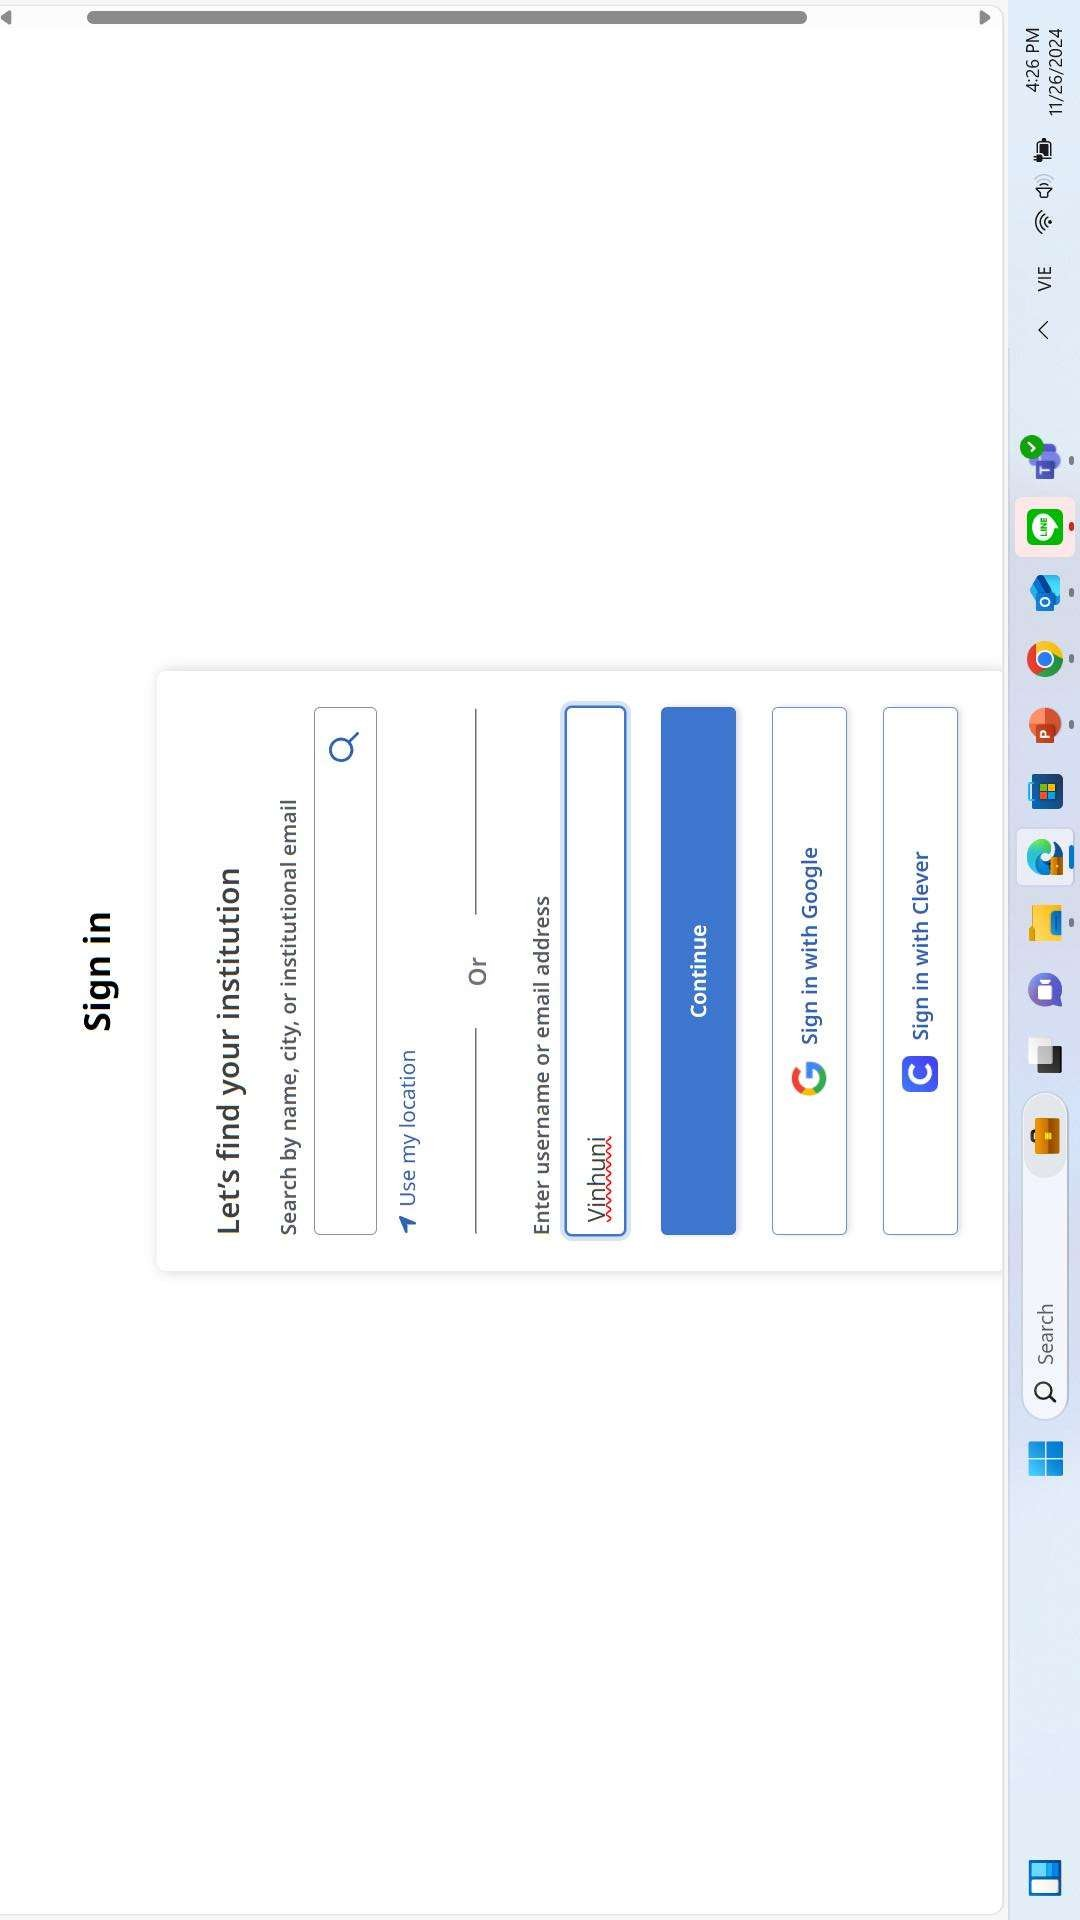 Sign in
Let's find your institution
Search by name, city, or institutional email
Use my location
Or
Enter username or email address
Vinhuni
Continue
G Sign in with Google
C Sign in with Clever
Search
P
O
LINE
T
VIE
4:26 PM
11/26/2024